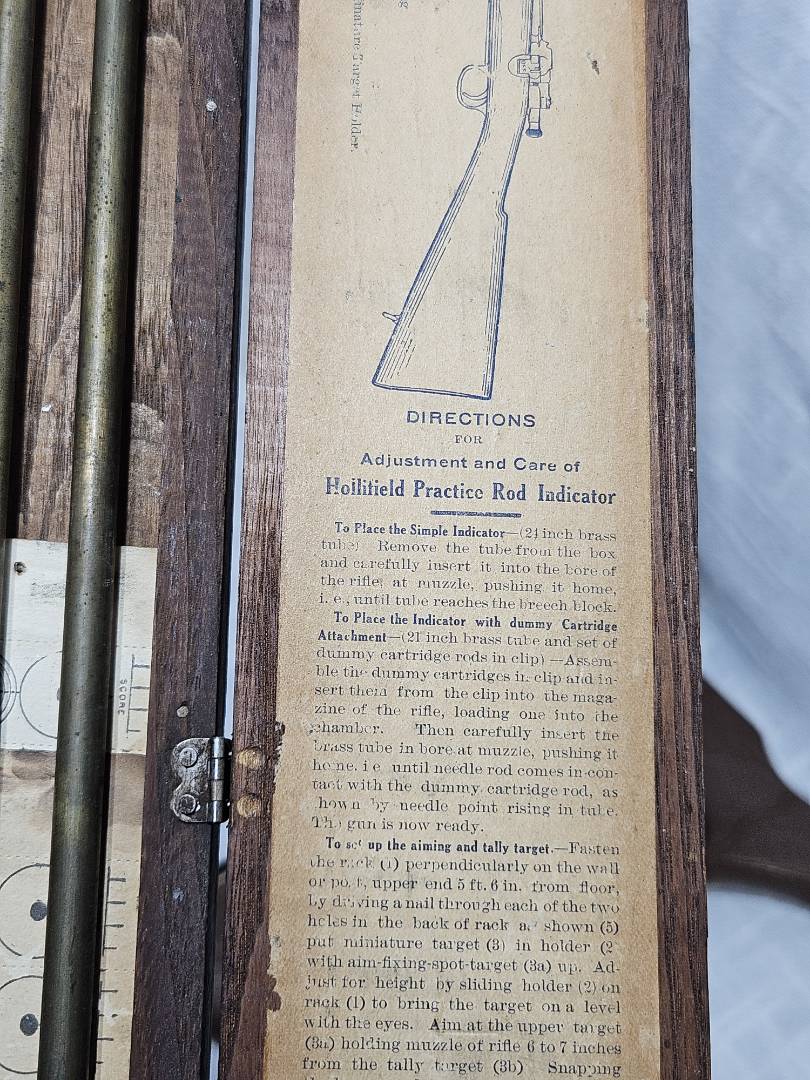 Target Holder.
DIRECTIONS
FOR
Adjustment and Care of
Hollifield Practice Rod Indicator
To Place the Simple Indicator—(24 inch brass
tube) Remove the tube from the box
and carefully insert it into the bore of
the rifle, at muzzle, pushing it home,
i. e., until tube reaches the breech block.
To Place the Indicator with dummy Cartridge
Attachment—(21 inch brass tube and set of
dummy cartridge rods in clip)—Assem-
ble the dummy cartridges in clip and in-
sert them from the clip into the maga-
zine of the rifle, loading one into the
chamber. Then carefully insert the
brass tube in bore at muzzle, pushing it
home. i e until needle rod comes in con-
tact with the dummy cartridge rod, as
shown by needle point rising in tube.
The gun is now ready.
To set up the aiming and tally target.—Fasten
the rack (1) perpendicularly on the wall
or post, upper end 5 ft. 6 in. from floor,
by driving a nail through each of the two
holes in the back of rack as shown (5)
put miniature target (3) in holder (2
with aim-fixing-spot-target (3a) up. Ad-
just for height by sliding holder (2) on
rack (1) to bring the target on a level
with the eyes. Aim at the upper target
(3a) holding muzzle of rifle 6 to 7 inches
from the tally target (3b) Snapping
SCORE